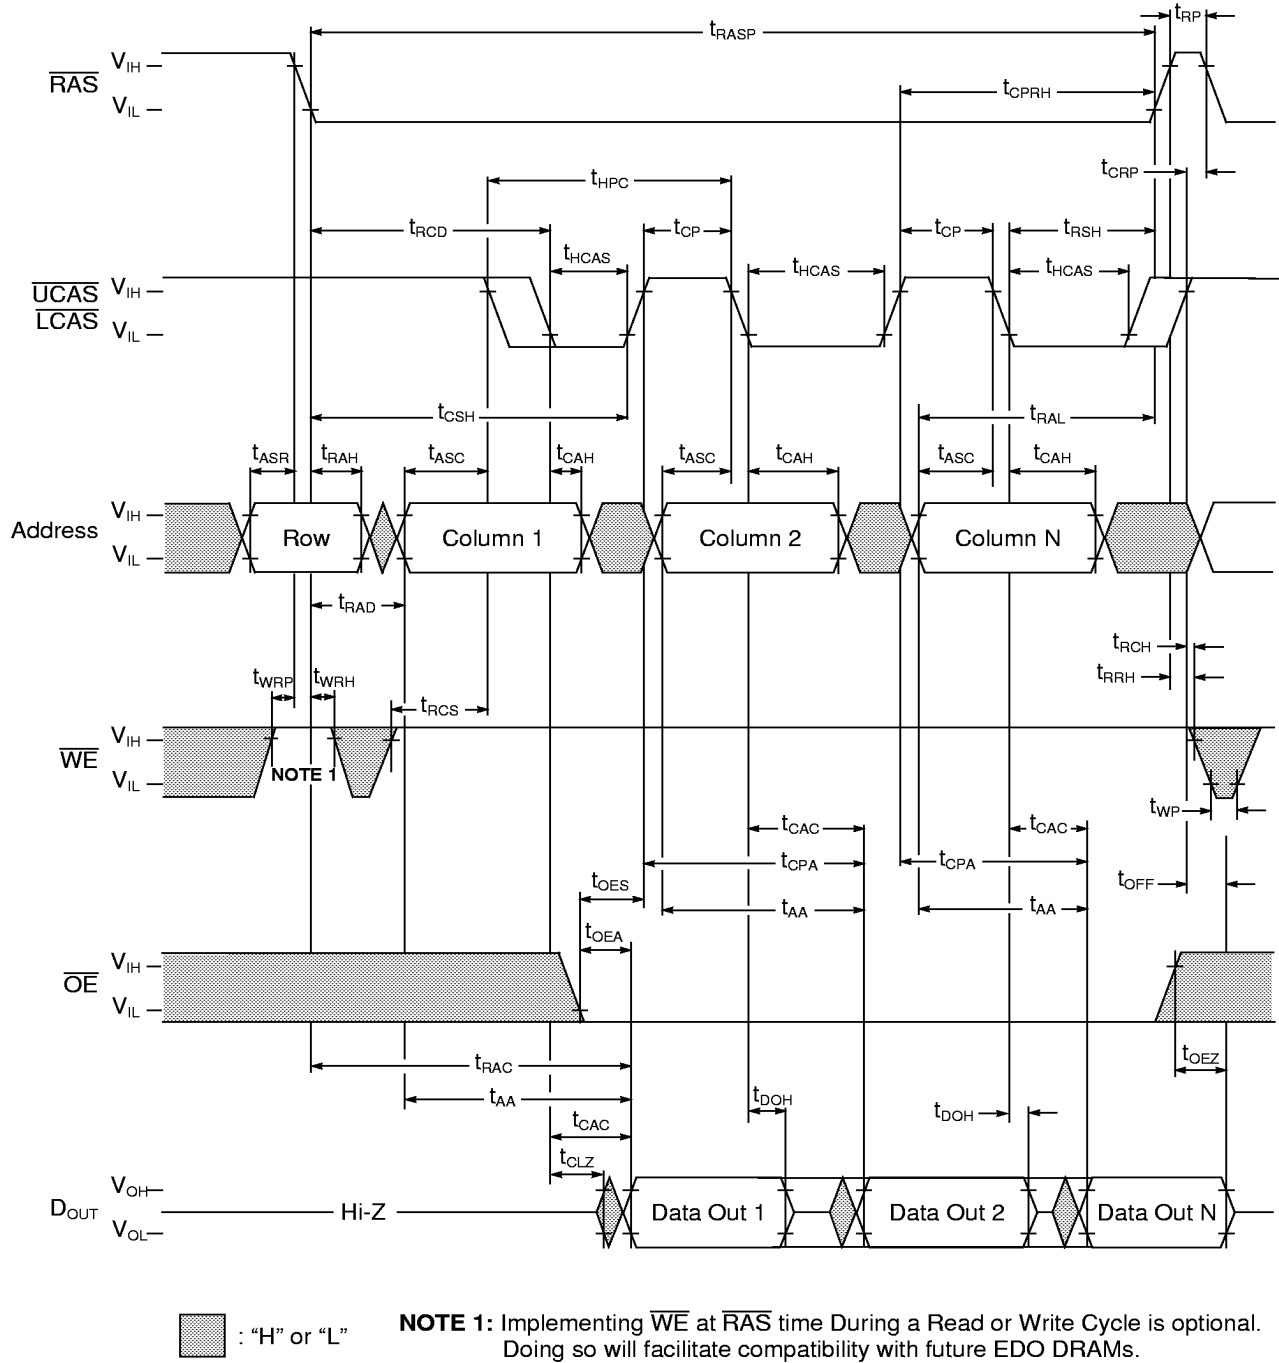 tRP
tRASP
VIH
RAS
VIL
tCPRH
tCRP
tHPC
tRCD
tCP
tCP
tRSH
tHCAS
tHCAS
tHCAS
UCAS VIH
LCAS
VIL
tCSH
tRAL
tASR
tRAH
tASC
tCAH
tASC
tCAH
tASC
tCAH
VIH
Address
Row
Column 1
Column 2
Column N
VIL
tRAD
tRCH
tRRH
tWRP
tWRH
tRCS
VIH
WE
NOTE 1
VIL
tWP
tCAC
tCAC
tCPA
tCPA
tOES
tOFF
tAA
tAA
tOEA
VIH
OE
VIL
tRAC
tOEZ
tAA
tDOH
tDOH
tCAC
tCLZ
VOH
DOUT
Hi-Z
Data Out 1
Data Out 2
Data Out N
VOL
: “H” or “L”
NOTE 1: Implementing WE at RAS time During a Read or Write Cycle is optional.
Doing so will facilitate compatibility with future EDO DRAMs.